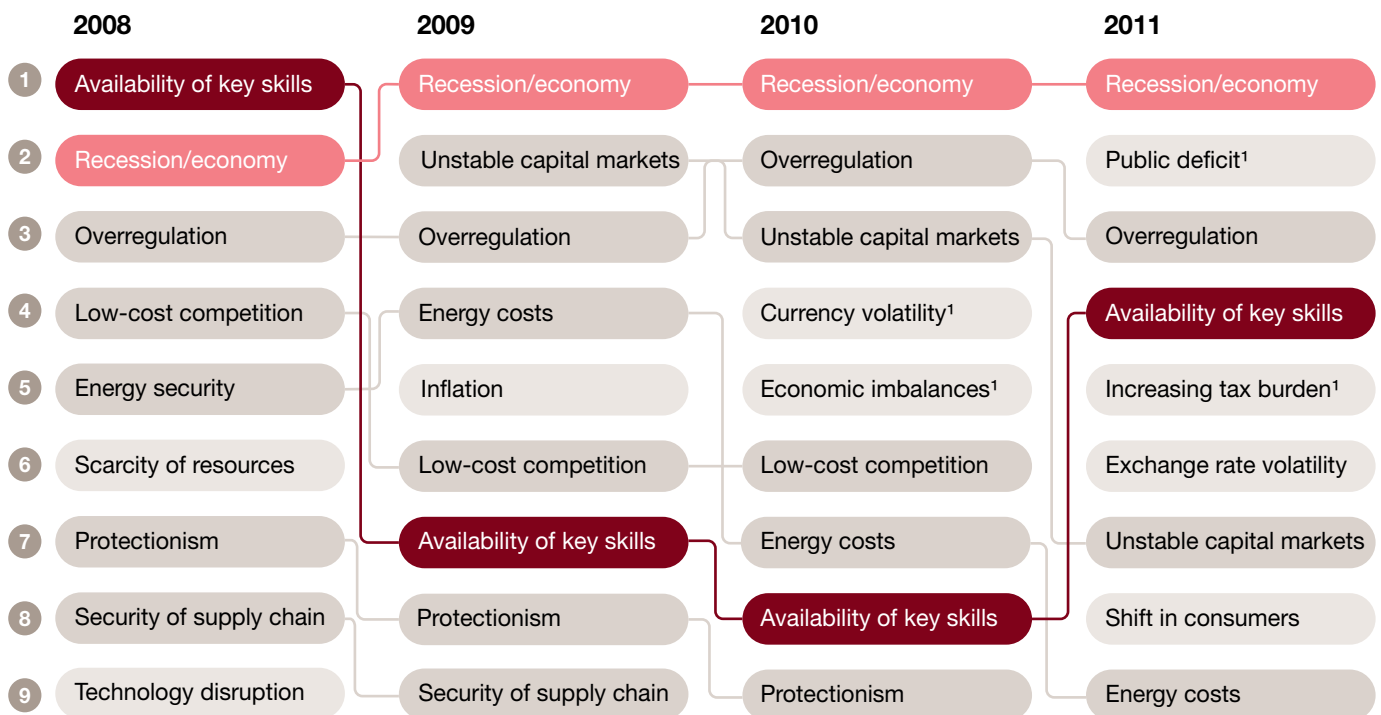 2008 2009 2010 2011
1 Availability of key skills Recession/economy Recession/economy Recession/economy
2 Recession/economy Unstable capital markets Overregulation Public deficit¹
3 Overregulation Overregulation Unstable capital markets Overregulation
4 Low-cost competition Energy costs Currency volatility¹ Availability of key skills
5 Energy security Inflation Economic imbalances¹ Increasing tax burden¹
6 Scarcity of resources Low-cost competition Low-cost competition Exchange rate volatility
7 Protectionism Availability of key skills Energy costs Unstable capital markets
8 Security of supply chain Protectionism Availability of key skills Shift in consumers
9 Technology disruption Security of supply chain Protectionism Energy costs